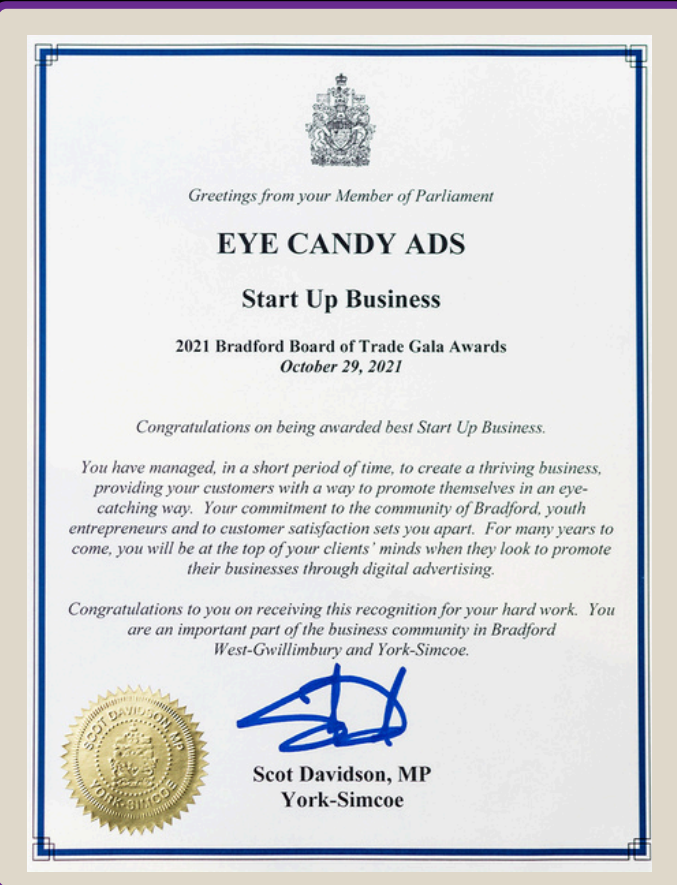 Greetings from your Member of Parliament
EYE CANDY ADS
Start Up Business
2021 Bradford Board of Trade Gala Awards
October 29, 2021
Congratulations on being awarded best Start Up Business.
You have managed, in a short period of time, to create a thriving business,
providing your customers with a way to promote themselves in an eye-
catching way.  Your commitment to the community of Bradford, youth
entrepreneurs and to customer satisfaction sets you apart.  For many years to
come, you will be at the top of your clients' minds when they look to promote
their businesses through digital advertising.
Congratulations to you on receiving this recognition for your hard work.  You
are an important part of the business community in Bradford
West-Gwillimbury and York-Simcoe.
Scot Davidson, MP
York-Simcoe
SCOT DAVIDSON, MP
YORK-SIMCOE